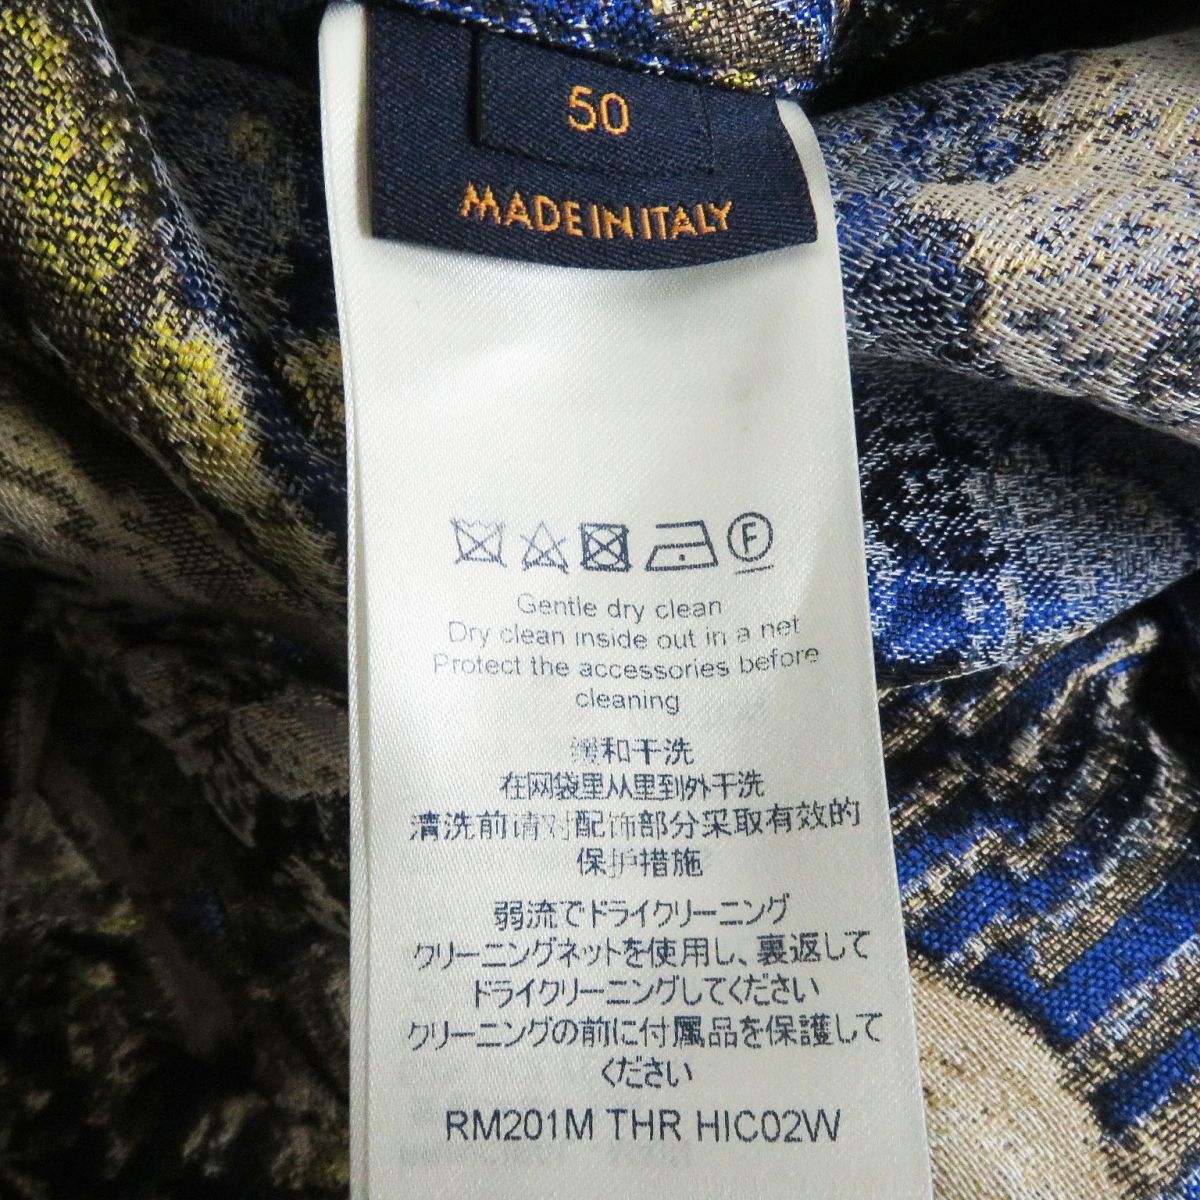 50
MADE IN ITALY
F
Gentle dry clean
Dry clean inside out in a net
Protect the accessories before
cleaning
缓和干洗
在网袋里从里到外干洗
清洗前请对配饰部分采取有效的
保护措施
弱流でドライクリーニング
クリーニングネットを使用し、裏返して
ドライクリーニングしてください
クリーニングの前に付属品を保護して
ください
RM201M THR HIC02W